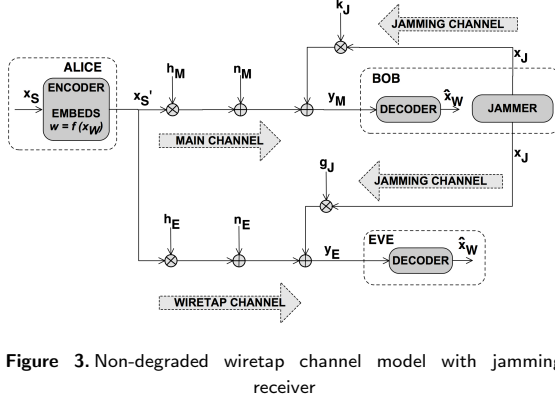 k_J
JAMMING CHANNEL
ALICE
ENCODER
EMBEDS
w = f (x_W)
x_S
x_S'
h_M
n_M
y_M
x_J
BOB
DECODER
x̂_W
JAMMER
MAIN CHANNEL
x_J
g_J
JAMMING CHANNEL
h_E
n_E
y_E
EVE
DECODER
x̂_W
WIRETAP CHANNEL
Figure 3. Non-degraded wiretap channel model with jamming
receiver